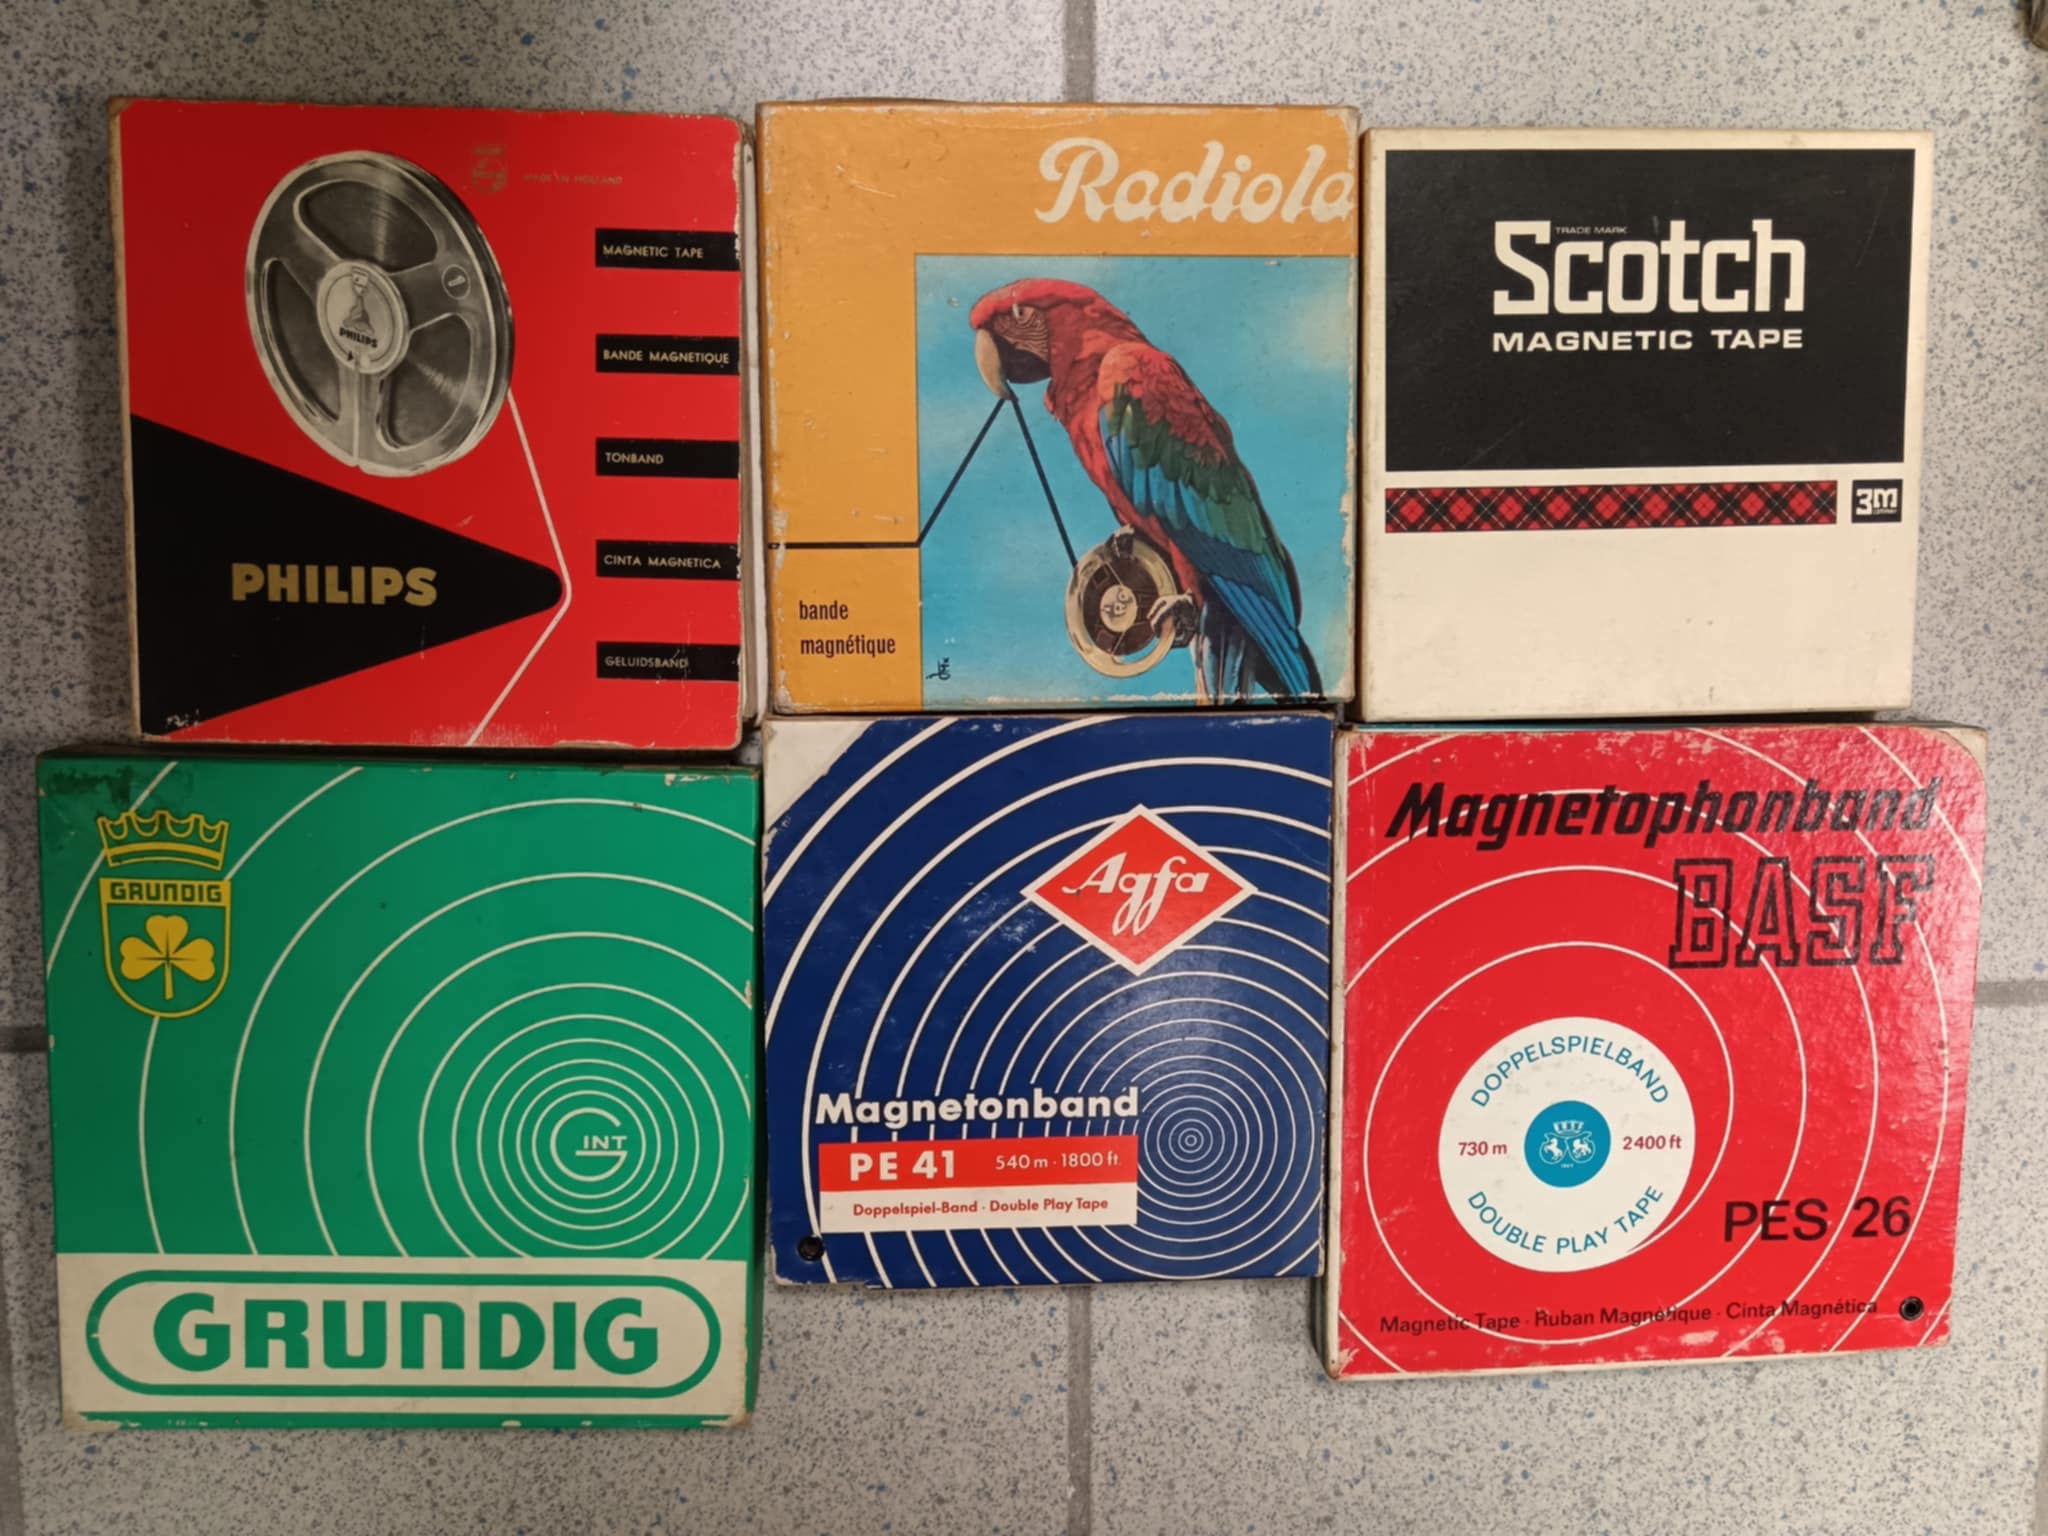 MADE IN HOLLAND
MAGNETIC TAPE
BANDE MAGNETIQUE
TONBAND
CINTA MAGNETICA
GELUIDSBAND
PHILIPS
PHILIPS
Radiola
bande
magnétique
TRADE MARK
Scotch
MAGNETIC TAPE
3M
COMPANY
GRUNDIG
G INT
GRUNDIG
Agfa
Magnetonband
PE 41 540 m · 1800 ft.
Doppelspiel-Band · Double Play Tape
Magnetophonband
BASF
DOPPELSPIELBAND
730 m 2400 ft
DOUBLE PLAY TAPE
PES 26
Magnetic Tape · Ruban Magnétique · Cinta Magnética